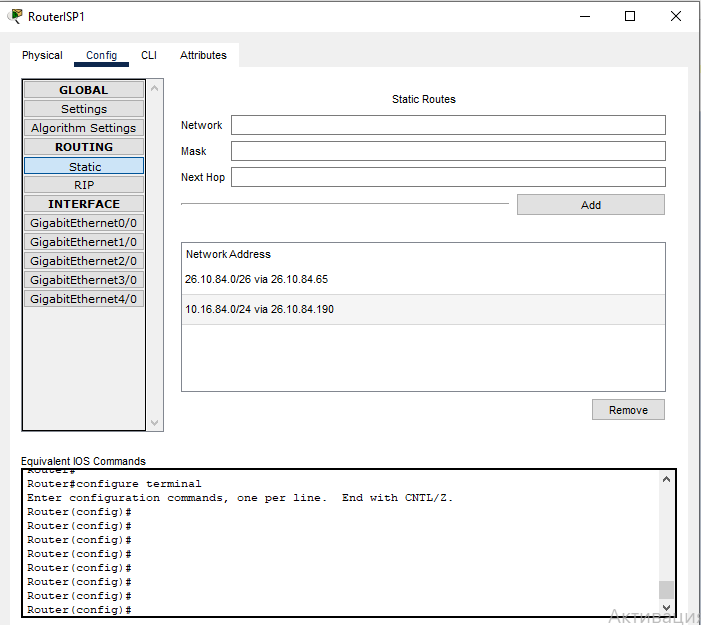 RouterISP1
Physical Config CLI Attributes
GLOBAL
Settings
Algorithm Settings
ROUTING
Static
RIP
INTERFACE
GigabitEthernet0/0
GigabitEthernet1/0
GigabitEthernet2/0
GigabitEthernet3/0
GigabitEthernet4/0
Static Routes
Network
Mask
Next Hop
Add
Network Address
26.10.84.0/26 via 26.10.84.65
10.16.84.0/24 via 26.10.84.190
Remove
Equivalent IOS Commands
Router#
Router#configure terminal
Enter configuration commands, one per line.  End with CNTL/Z.
Router(config)#
Router(config)#
Router(config)#
Router(config)#
Router(config)#
Router(config)#
Router(config)#
Router(config)#
Активация